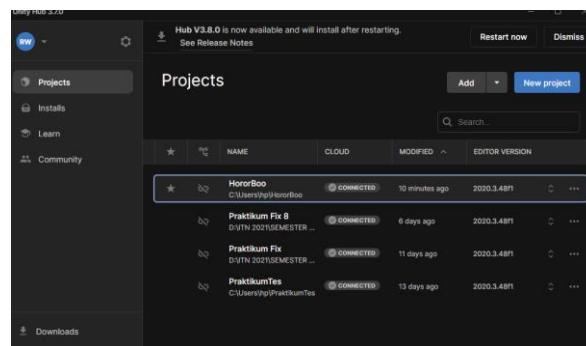 Unity Hub 3.7.0
Hub V3.8.0 is now available and will install after restarting.
See Release Notes
Restart now
Dismiss
RW
Projects
Installs
Learn
Community
Downloads
Projects
Add
New project
Search...
NAME CLOUD MODIFIED EDITOR VERSION
HororBoo
C:\Users\hp\HororBoo
CONNECTED 10 minutes ago 2020.3.48f1
Praktikum Fix 8
D:\ITN 2021\SEMESTER ...
CONNECTED 6 days ago 2020.3.48f1
Praktikum Fix
D:\ITN 2021\SEMESTER ...
CONNECTED 11 days ago 2020.3.48f1
PraktikumTes
C:\Users\hp\PraktikumTes
CONNECTED 13 days ago 2020.3.48f1